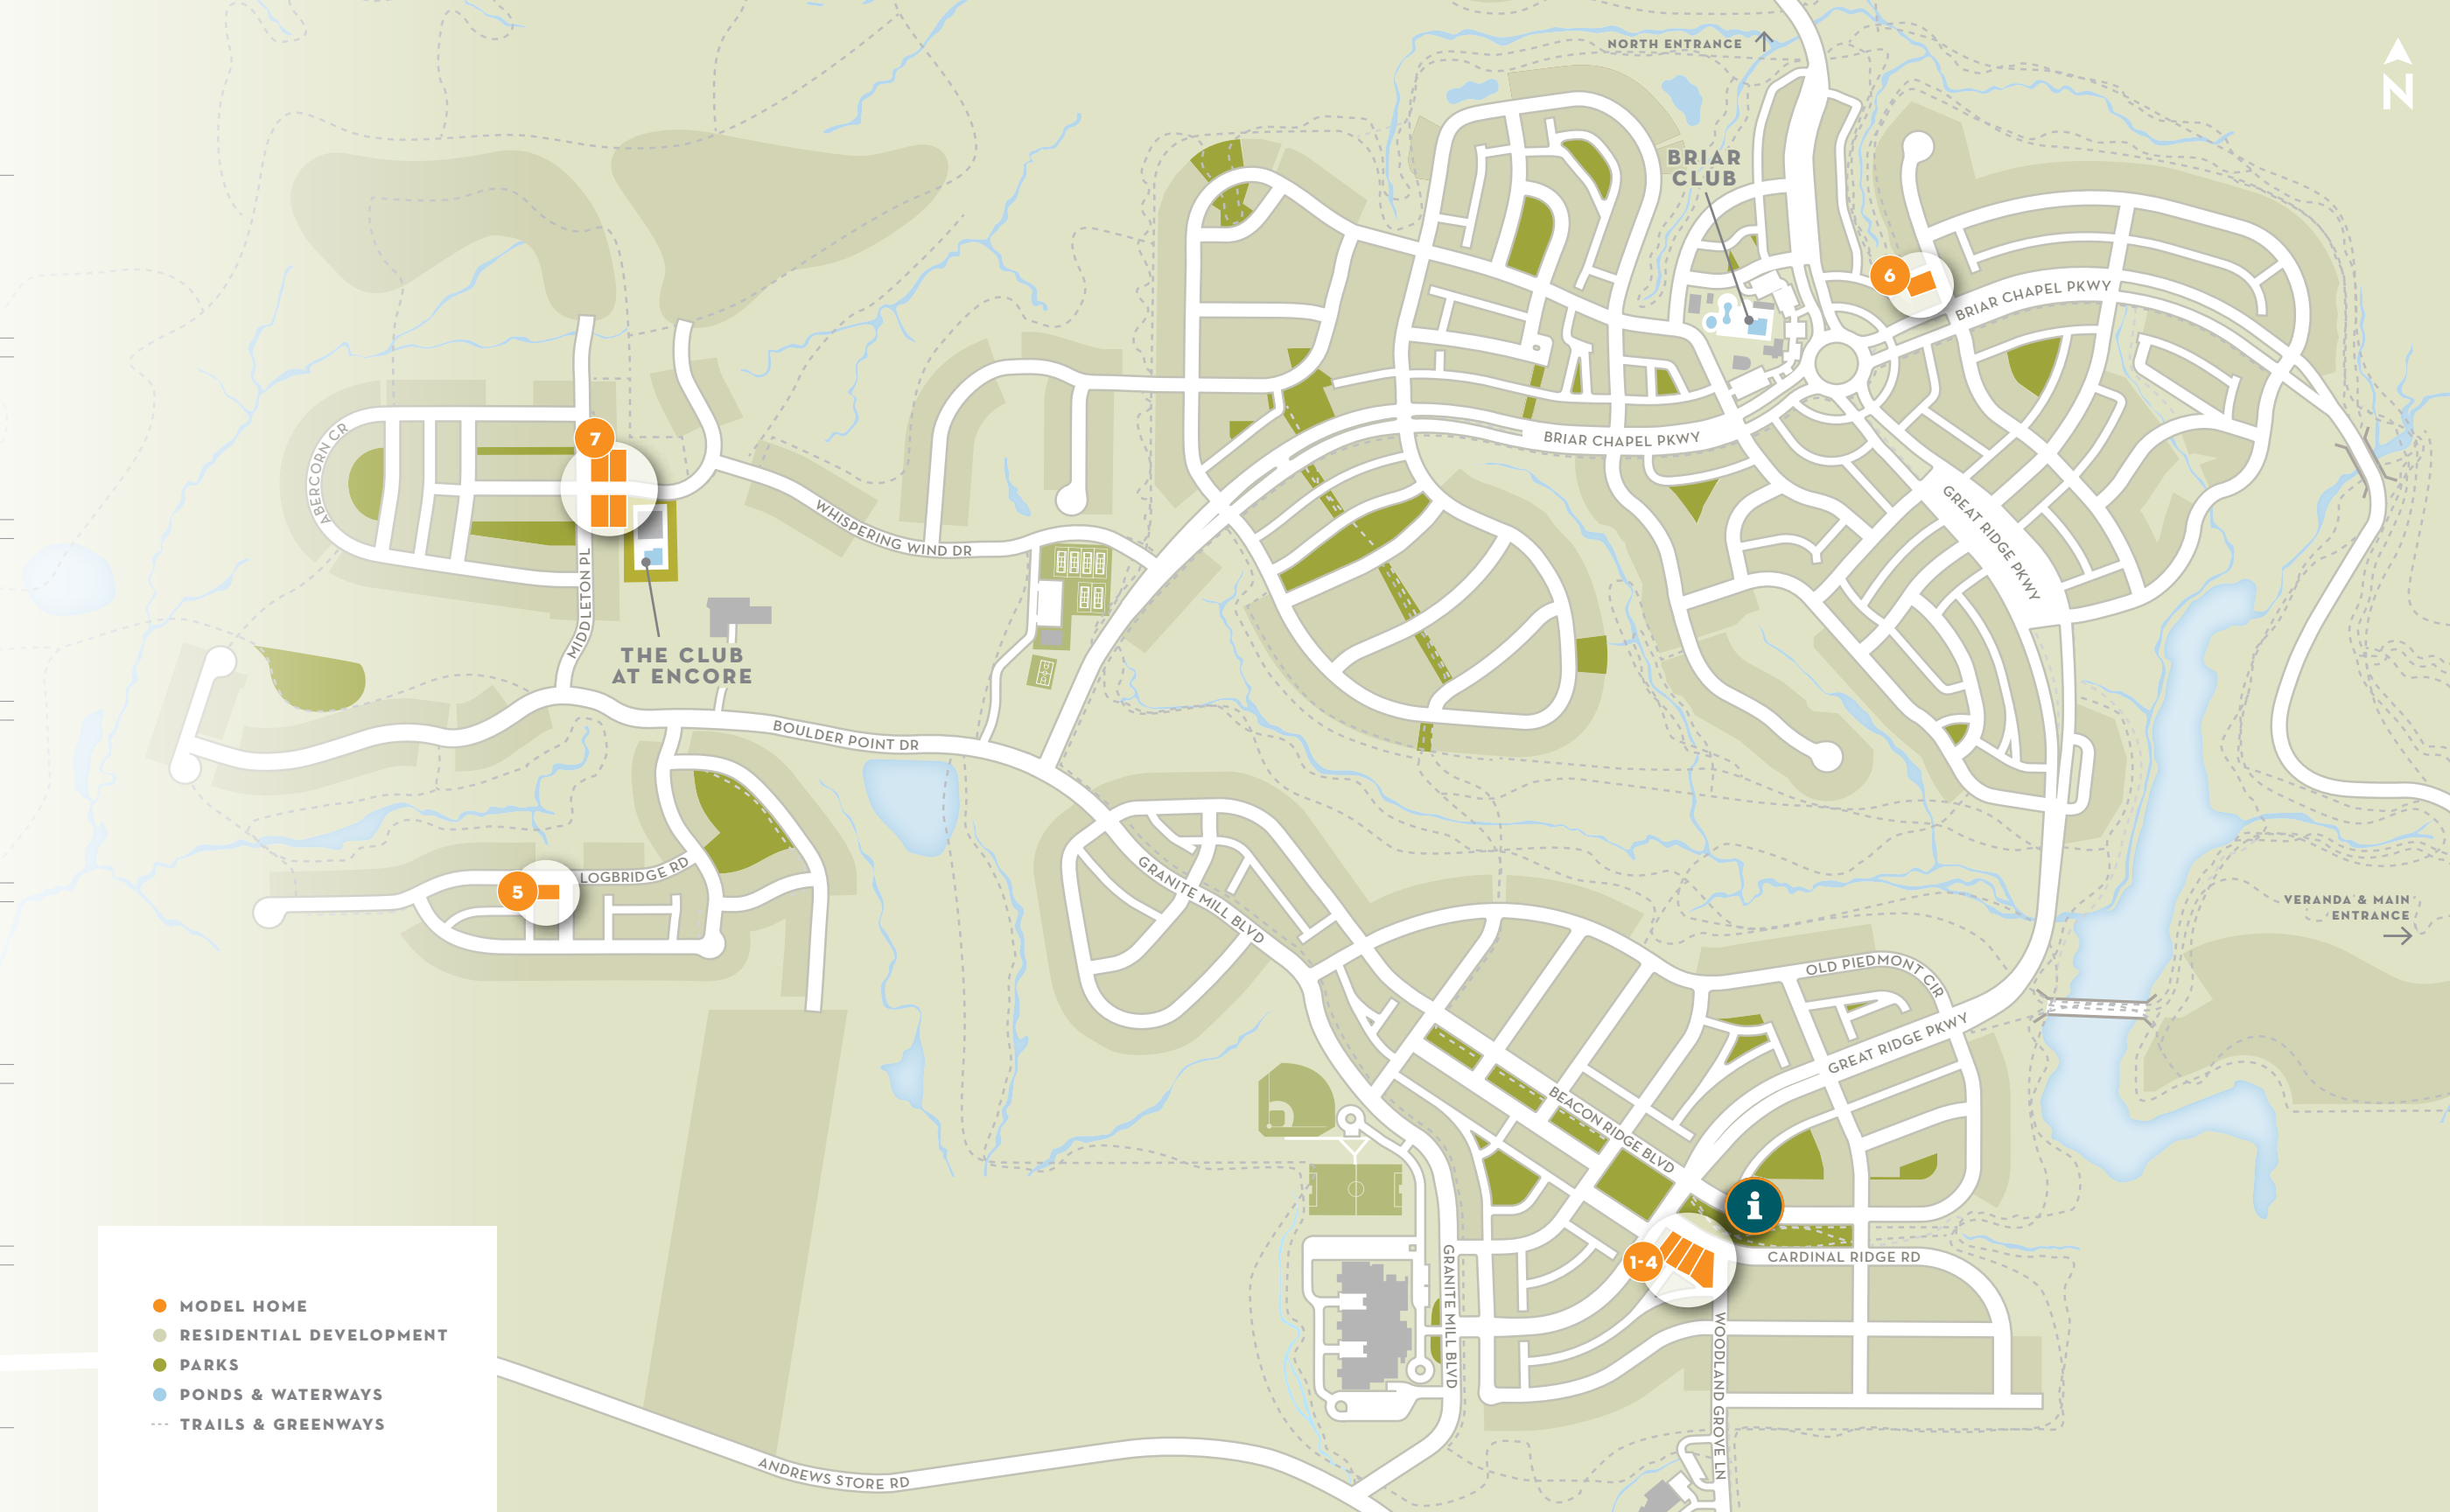 NORTH ENTRANCE
N
BRIAR
CLUB
6
BRIAR CHAPEL PKWY
ABERCORN CR
7
BRIAR CHAPEL PKWY
GREAT RIDGE PKWY
WHISPERING WIND DR
MIDDLETON PL
THE CLUB
AT ENCORE
BOULDER POINT DR
5
LOGBRIDGE RD
GRANITE MILL BLVD
VERANDA & MAIN
ENTRANCE
OLD PIEDMONT CIR
GREAT RIDGE PKWY
BEACON RIDGE BLVD
i
1-4
CARDINAL RIDGE RD
GRANITE MILL BLVD
WOODLAND GROVE LN
MODEL HOME
RESIDENTIAL DEVELOPMENT
PARKS
PONDS & WATERWAYS
TRAILS & GREENWAYS
ANDREWS STORE RD